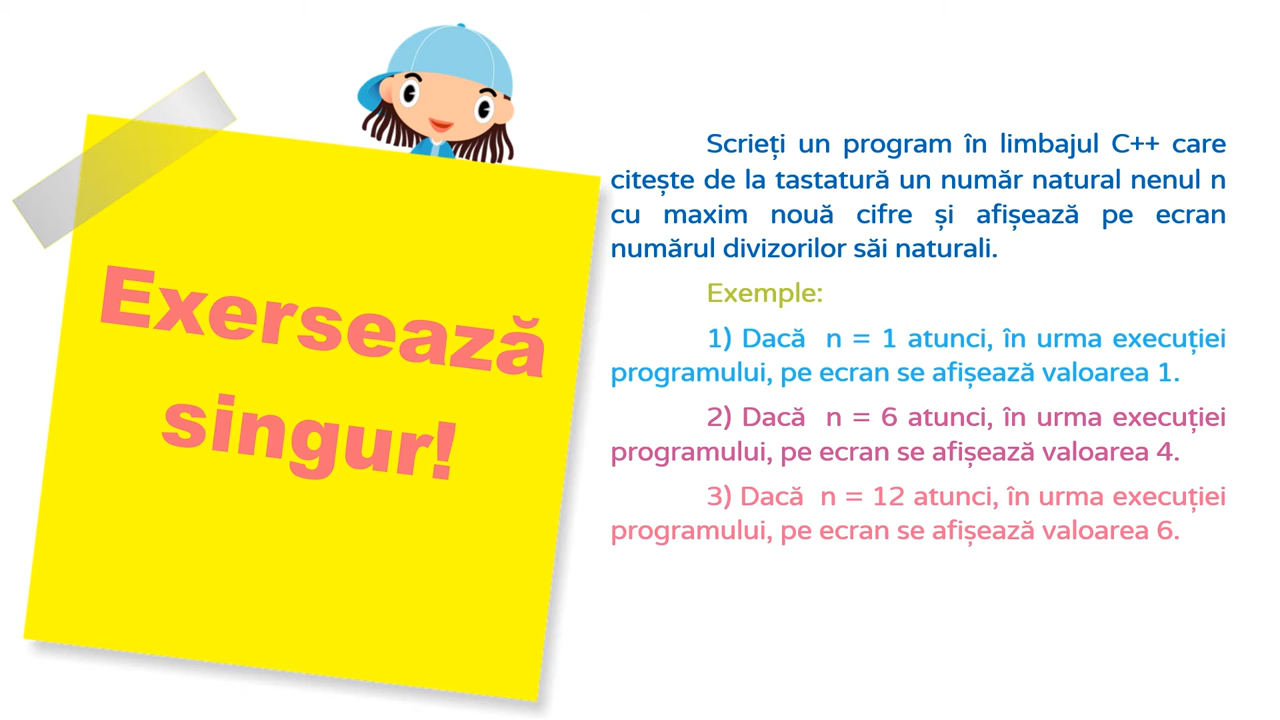 Exersează
singur!
Scrieți un program în limbajul C++ care
citește de la tastatură un număr natural nenul n
cu maxim nouă cifre și afișează pe ecran
numărul divizorilor săi naturali.
Exemple:
1) Dacă n = 1 atunci, în urma execuției
programului, pe ecran se afișează valoarea 1.
2) Dacă n = 6 atunci, în urma execuției
programului, pe ecran se afișează valoarea 4.
3) Dacă n = 12 atunci, în urma execuției
programului, pe ecran se afișează valoarea 6.